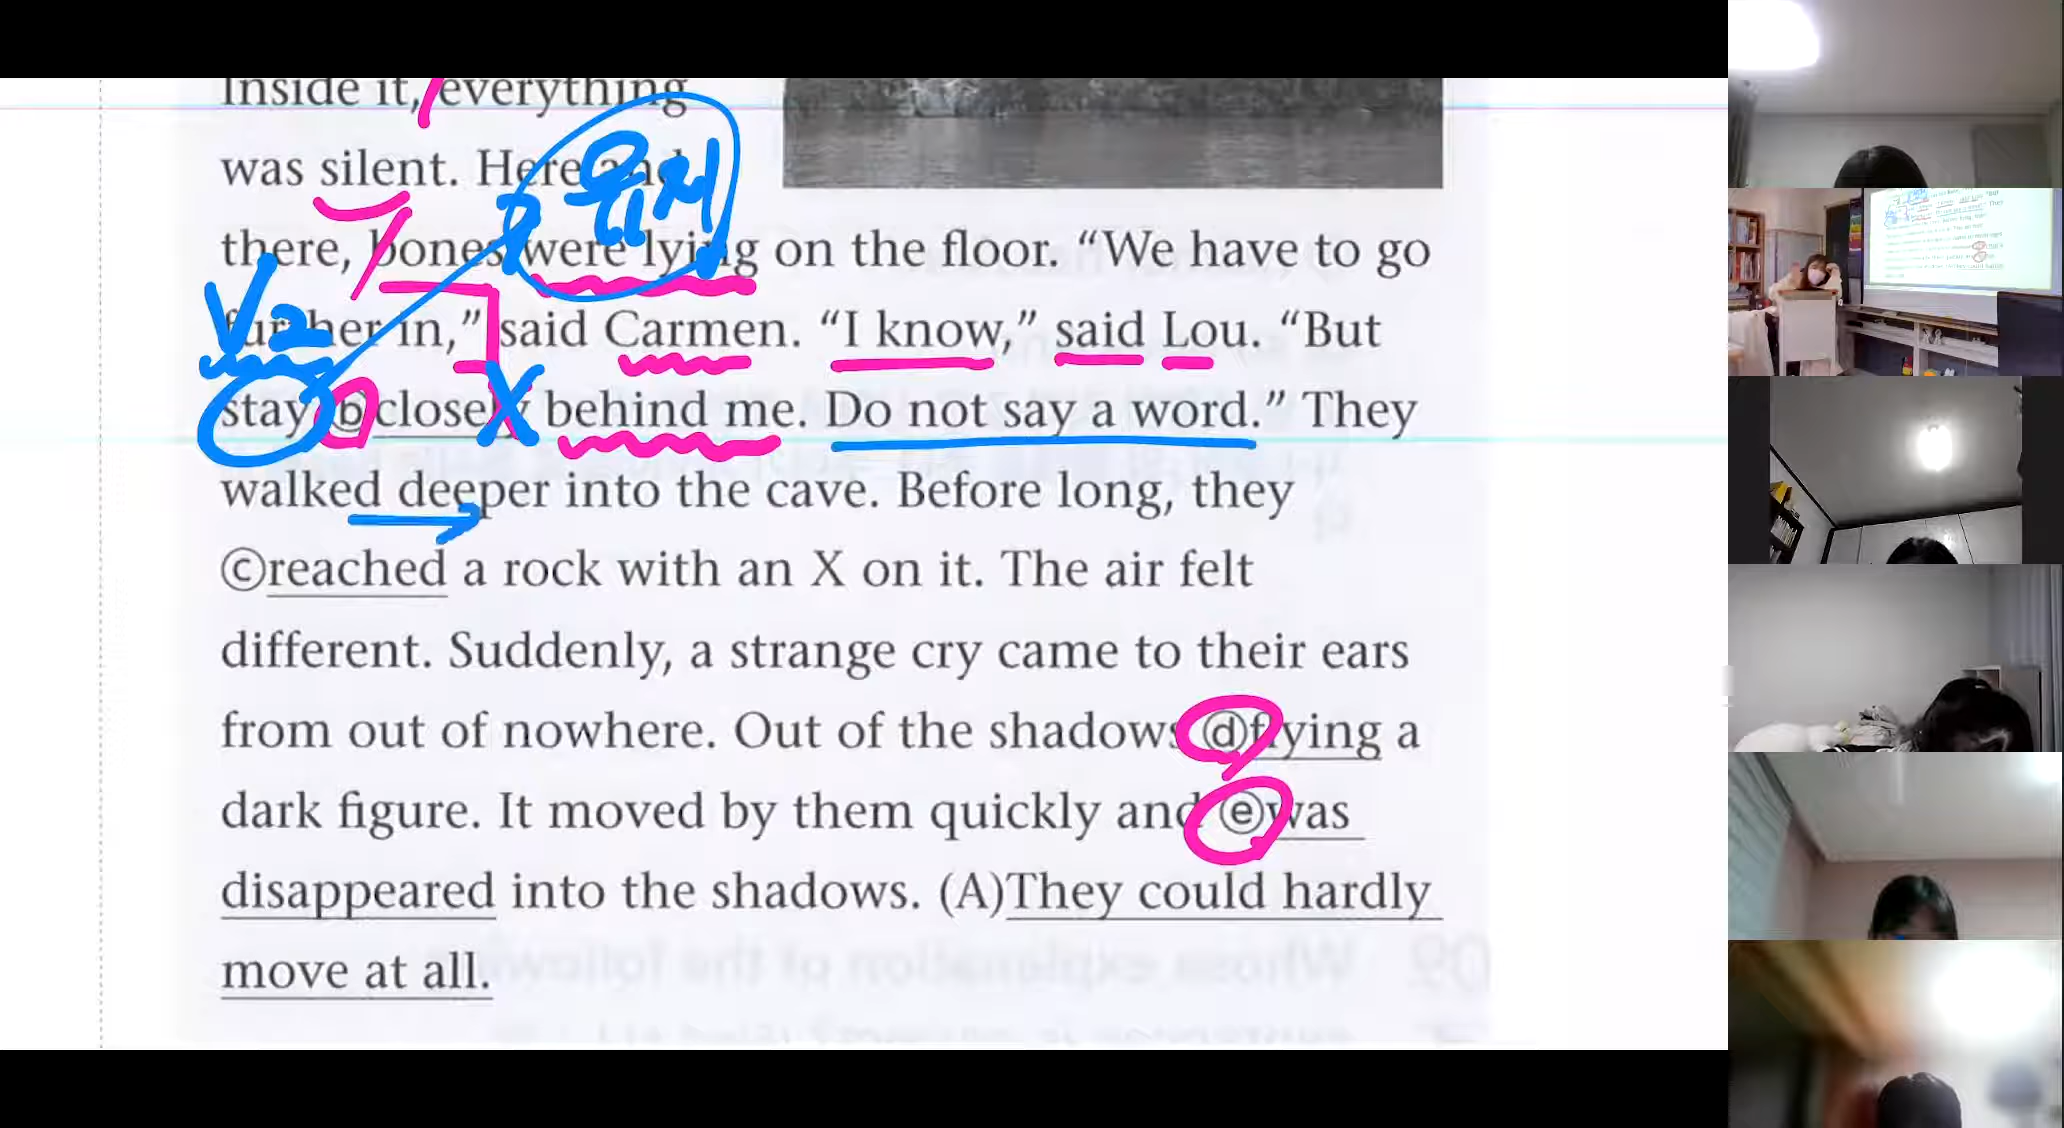 Inside it, everything
was silent. Here and
there, bones were lying on the floor. “We have to go
further in,” said Carmen. “I know,” said Lou. “But
stay ⓑclosely behind me. Do not say a word.” They
walked deeper into the cave. Before long, they
ⓒreached a rock with an X on it. The air felt
different. Suddenly, a strange cry came to their ears
from out of nowhere. Out of the shadows ⓓflying a
dark figure. It moved by them quickly and ⓔwas
disappeared into the shadows. (A)They could hardly
move at all.
유지
V2
X